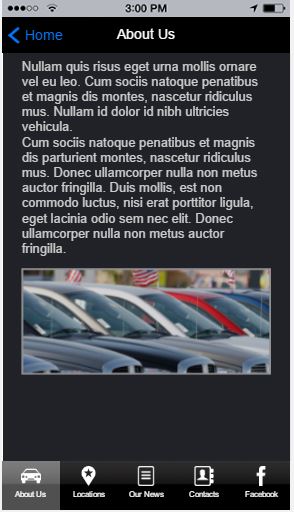 3:00 PM
Home
About Us
Nullam quis risus eget urna mollis ornare
vel eu leo. Cum sociis natoque penatibus
et magnis dis montes, nascetur ridiculus
mus. Nullam id dolor id nibh ultricies
vehicula.
Cum sociis natoque penatibus et magnis
dis parturient montes, nascetur ridiculus
mus. Donec ullamcorper nulla non metus
auctor fringilla. Duis mollis, est non
commodo luctus, nisi erat porttitor ligula,
eget lacinia odio sem nec elit. Donec
ullamcorper nulla non metus auctor
fringilla.
About Us
Locations
Our News
Contacts
Facebook